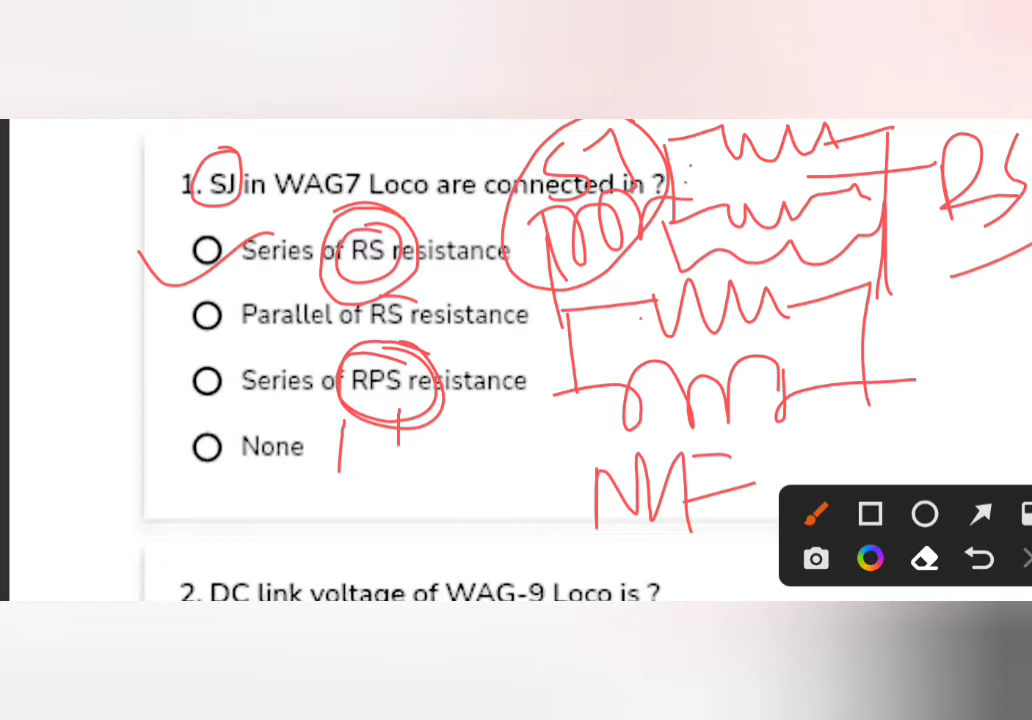 1. SJ in WAG7 Loco are connected in ?
SJ
RS
Series of RS resistance
Parallel of RS resistance
Series of RPS resistance
None
MF
2. DC link voltage of WAG-9 Loco is ?